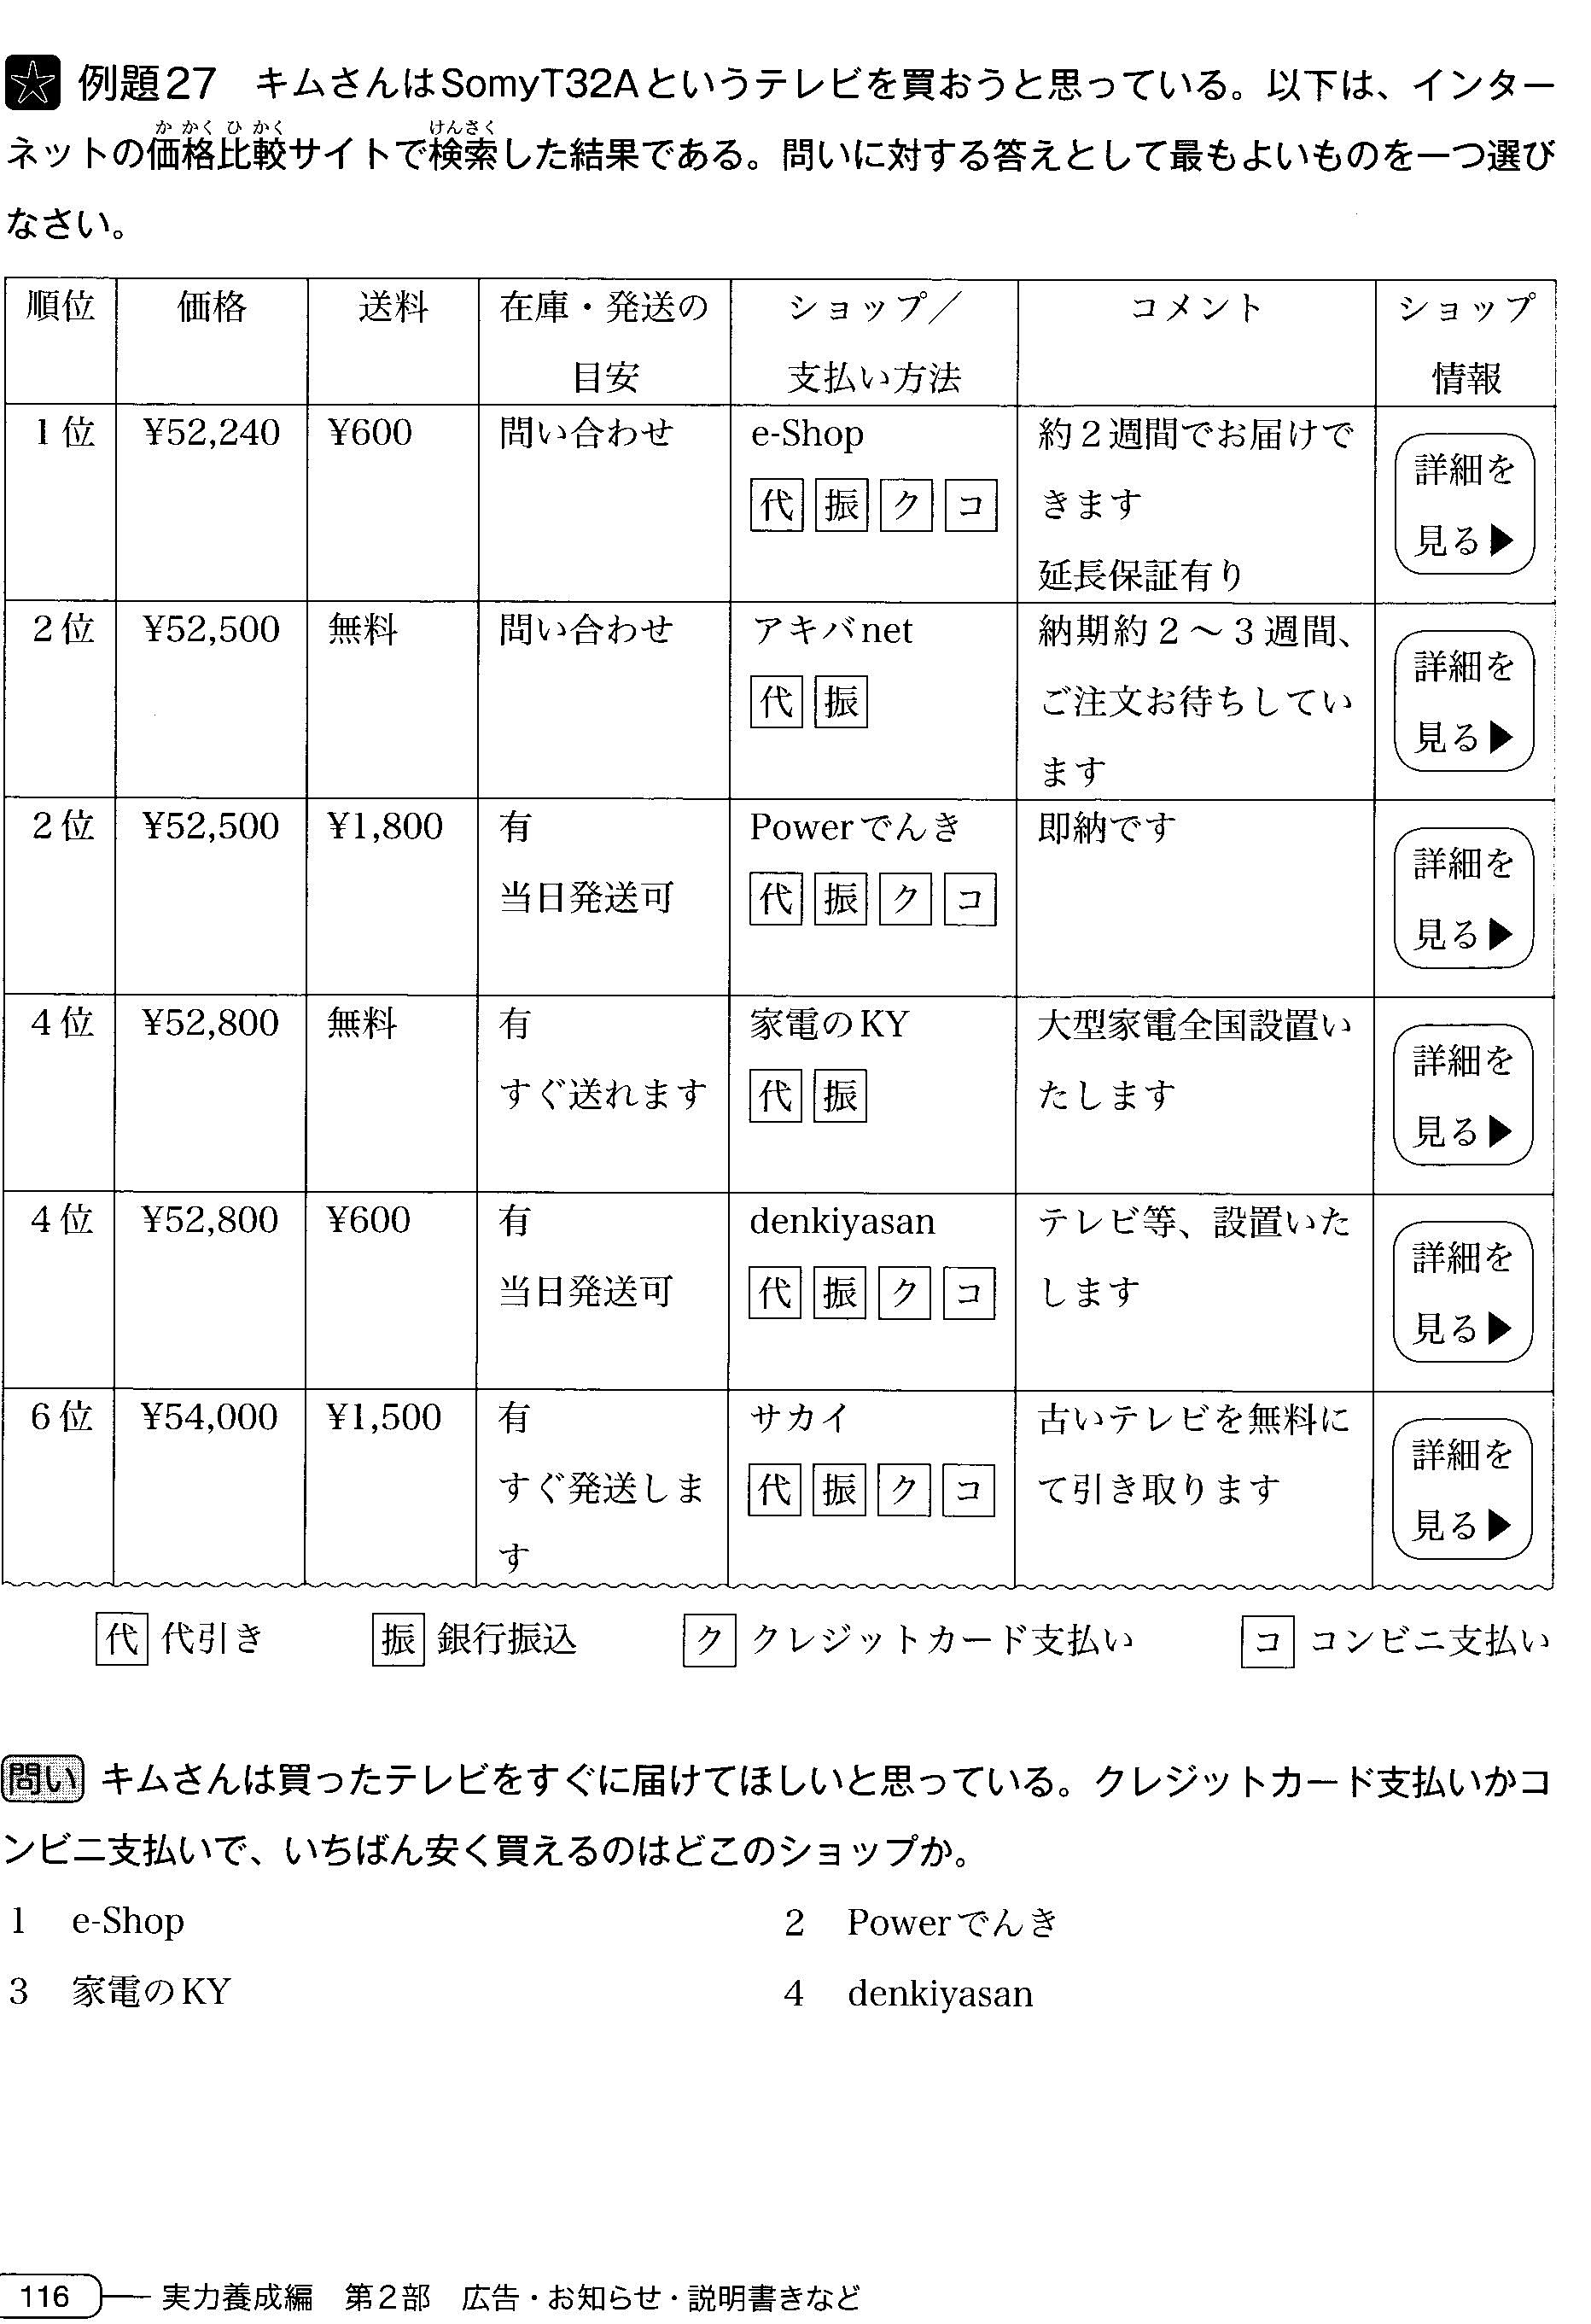 例題27　キムさんはSomyT32Aというテレビを買おうと思っている。以下は、インター
か かく ひ かく けんさく
ネットの価格比較サイトで検索した結果である。問いに対する答えとして最もよいものを一つ選び
なさい。
順位 価格 送料 在庫・発送の目安 ショップ／支払い方法 コメント ショップ情報
1位 ¥52,240 ¥600 問い合わせ e-Shop 約2週間でお届けで 詳細を
代 振 ク コ きます 見る▶
延長保証有り
2位 ¥52,500 無料 問い合わせ アキバnet 納期約2～3週間、 詳細を
代 振 ご注文お待ちしてい 見る▶
ます
2位 ¥52,500 ¥1,800 有 Powerでんき 即納です 詳細を
当日発送可 代 振 ク コ 見る▶
4位 ¥52,800 無料 有 家電のKY 大型家電全国設置い 詳細を
すぐ送れます 代 振 たします 見る▶
4位 ¥52,800 ¥600 有 denkiyasan テレビ等、設置いた 詳細を
当日発送可 代 振 ク コ します 見る▶
6位 ¥54,000 ¥1,500 有 サカイ 古いテレビを無料に 詳細を
すぐ発送しま 代 振 ク コ て引き取ります 見る▶
す
代 代引き 振 銀行振込 ク クレジットカード支払い コ コンビニ支払い
問い キムさんは買ったテレビをすぐに届けてほしいと思っている。クレジットカード支払いかコ
ンビニ支払いで、いちばん安く買えるのはどこのショップか。
1　e-Shop 2　Powerでんき
3　家電のKY 4　denkiyasan
116 実力養成編　第2部　広告・お知らせ・説明書きなど